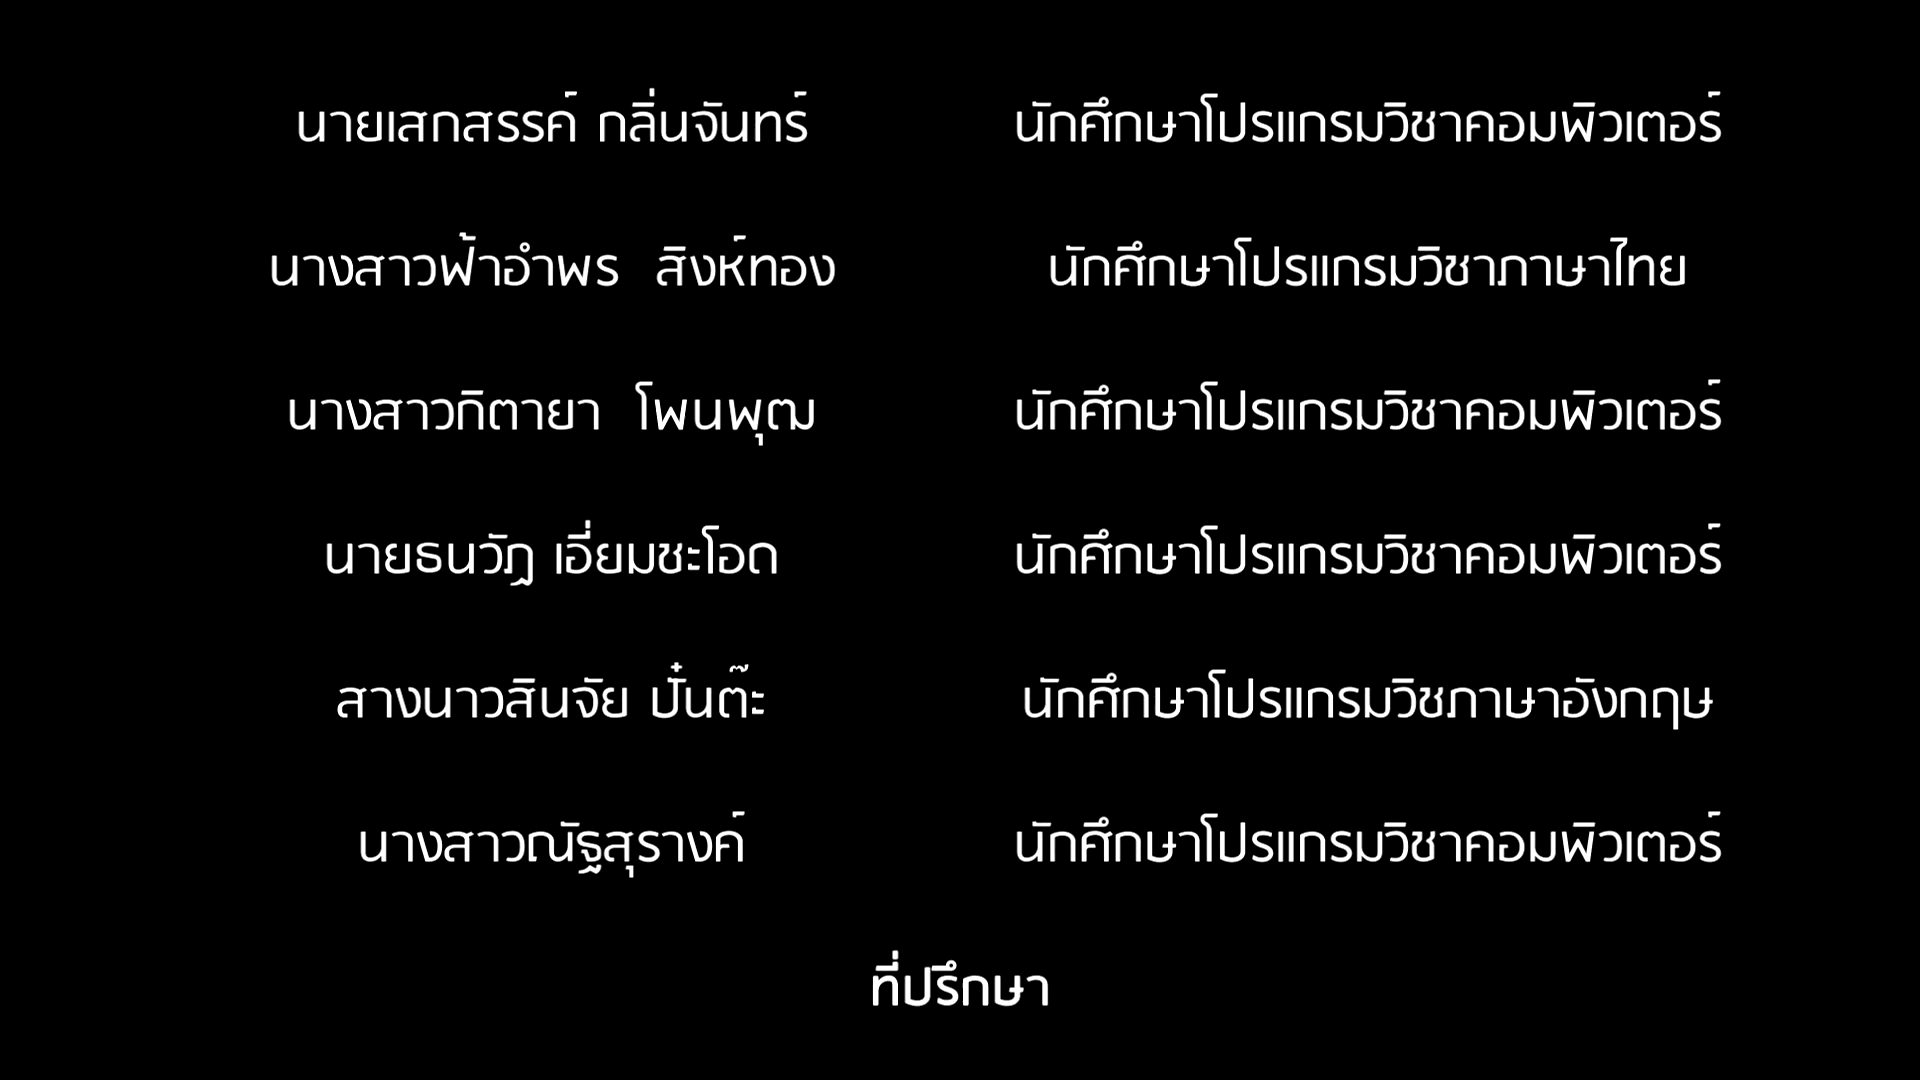 นายเสกสรรค์ กลิ่นจันทร์ นักศึกษาโปรแกรมวิชาคอมพิวเตอร์
นางสาวฟ้าอำพร สิงห์ทอง นักศึกษาโปรแกรมวิชาภาษาไทย
นางสาวกิตายา โพนพุฒ นักศึกษาโปรแกรมวิชาคอมพิวเตอร์
นายธนวัฏ เอี่ยมชะโอด นักศึกษาโปรแกรมวิชาคอมพิวเตอร์
สางนาวสินจัย ปั๋นต๊ะ นักศึกษาโปรแกรมวิชภาษาอังกฤษ
นางสาวณัฐสุรางค์ นักศึกษาโปรแกรมวิชาคอมพิวเตอร์
ที่ปรึกษา